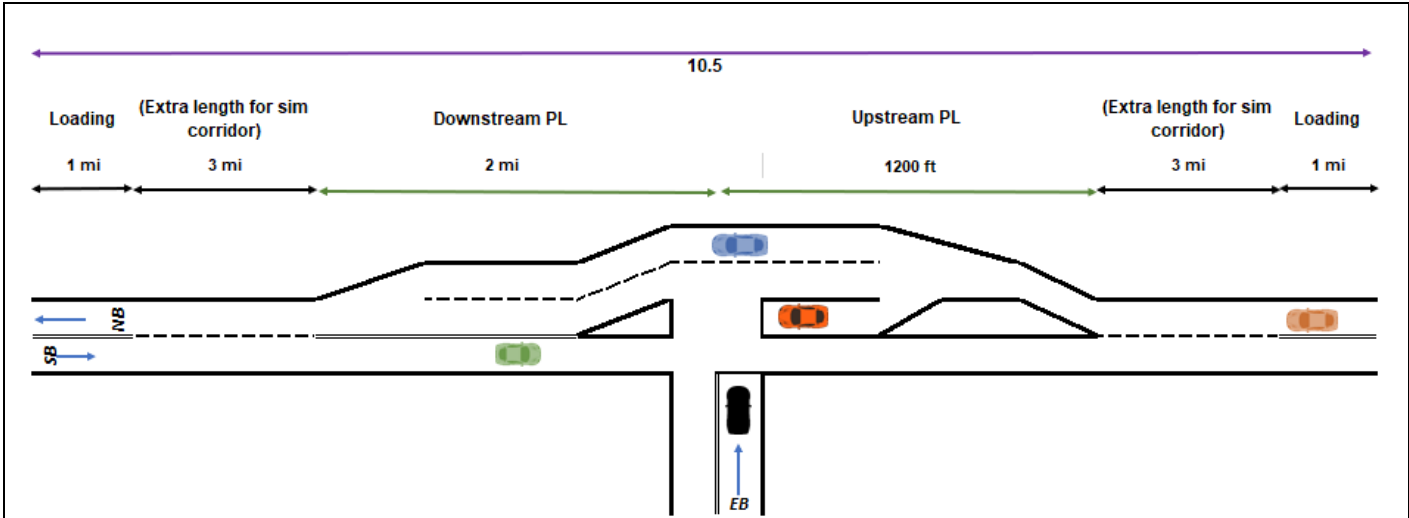 10.5
Loading
(Extra length for sim
corridor)
Downstream PL
Upstream PL
(Extra length for sim
corridor)
Loading
1 mi
3 mi
2 mi
1200 ft
3 mi
1 mi
NB
SB
EB